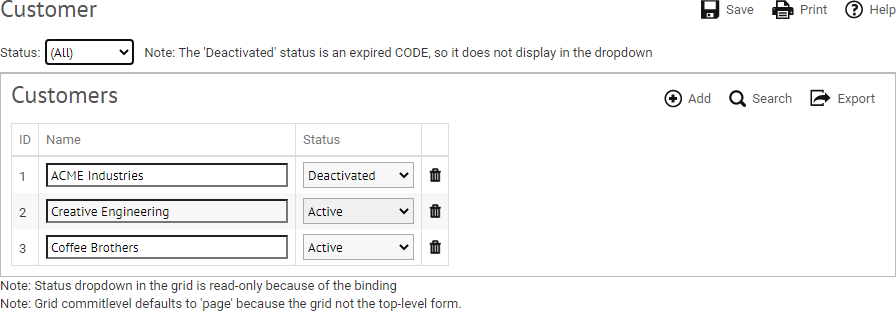 Customer
Save Print Help
Status: (All) Note: The 'Deactivated' status is an expired CODE, so it does not display in the dropdown
Customers
Add Search Export
ID Name Status
1 ACME Industries Deactivated
2 Creative Engineering Active
3 Coffee Brothers Active
Note: Status dropdown in the grid is read-only because of the binding
Note: Grid commitlevel defaults to 'page' because the grid not the top-level form.